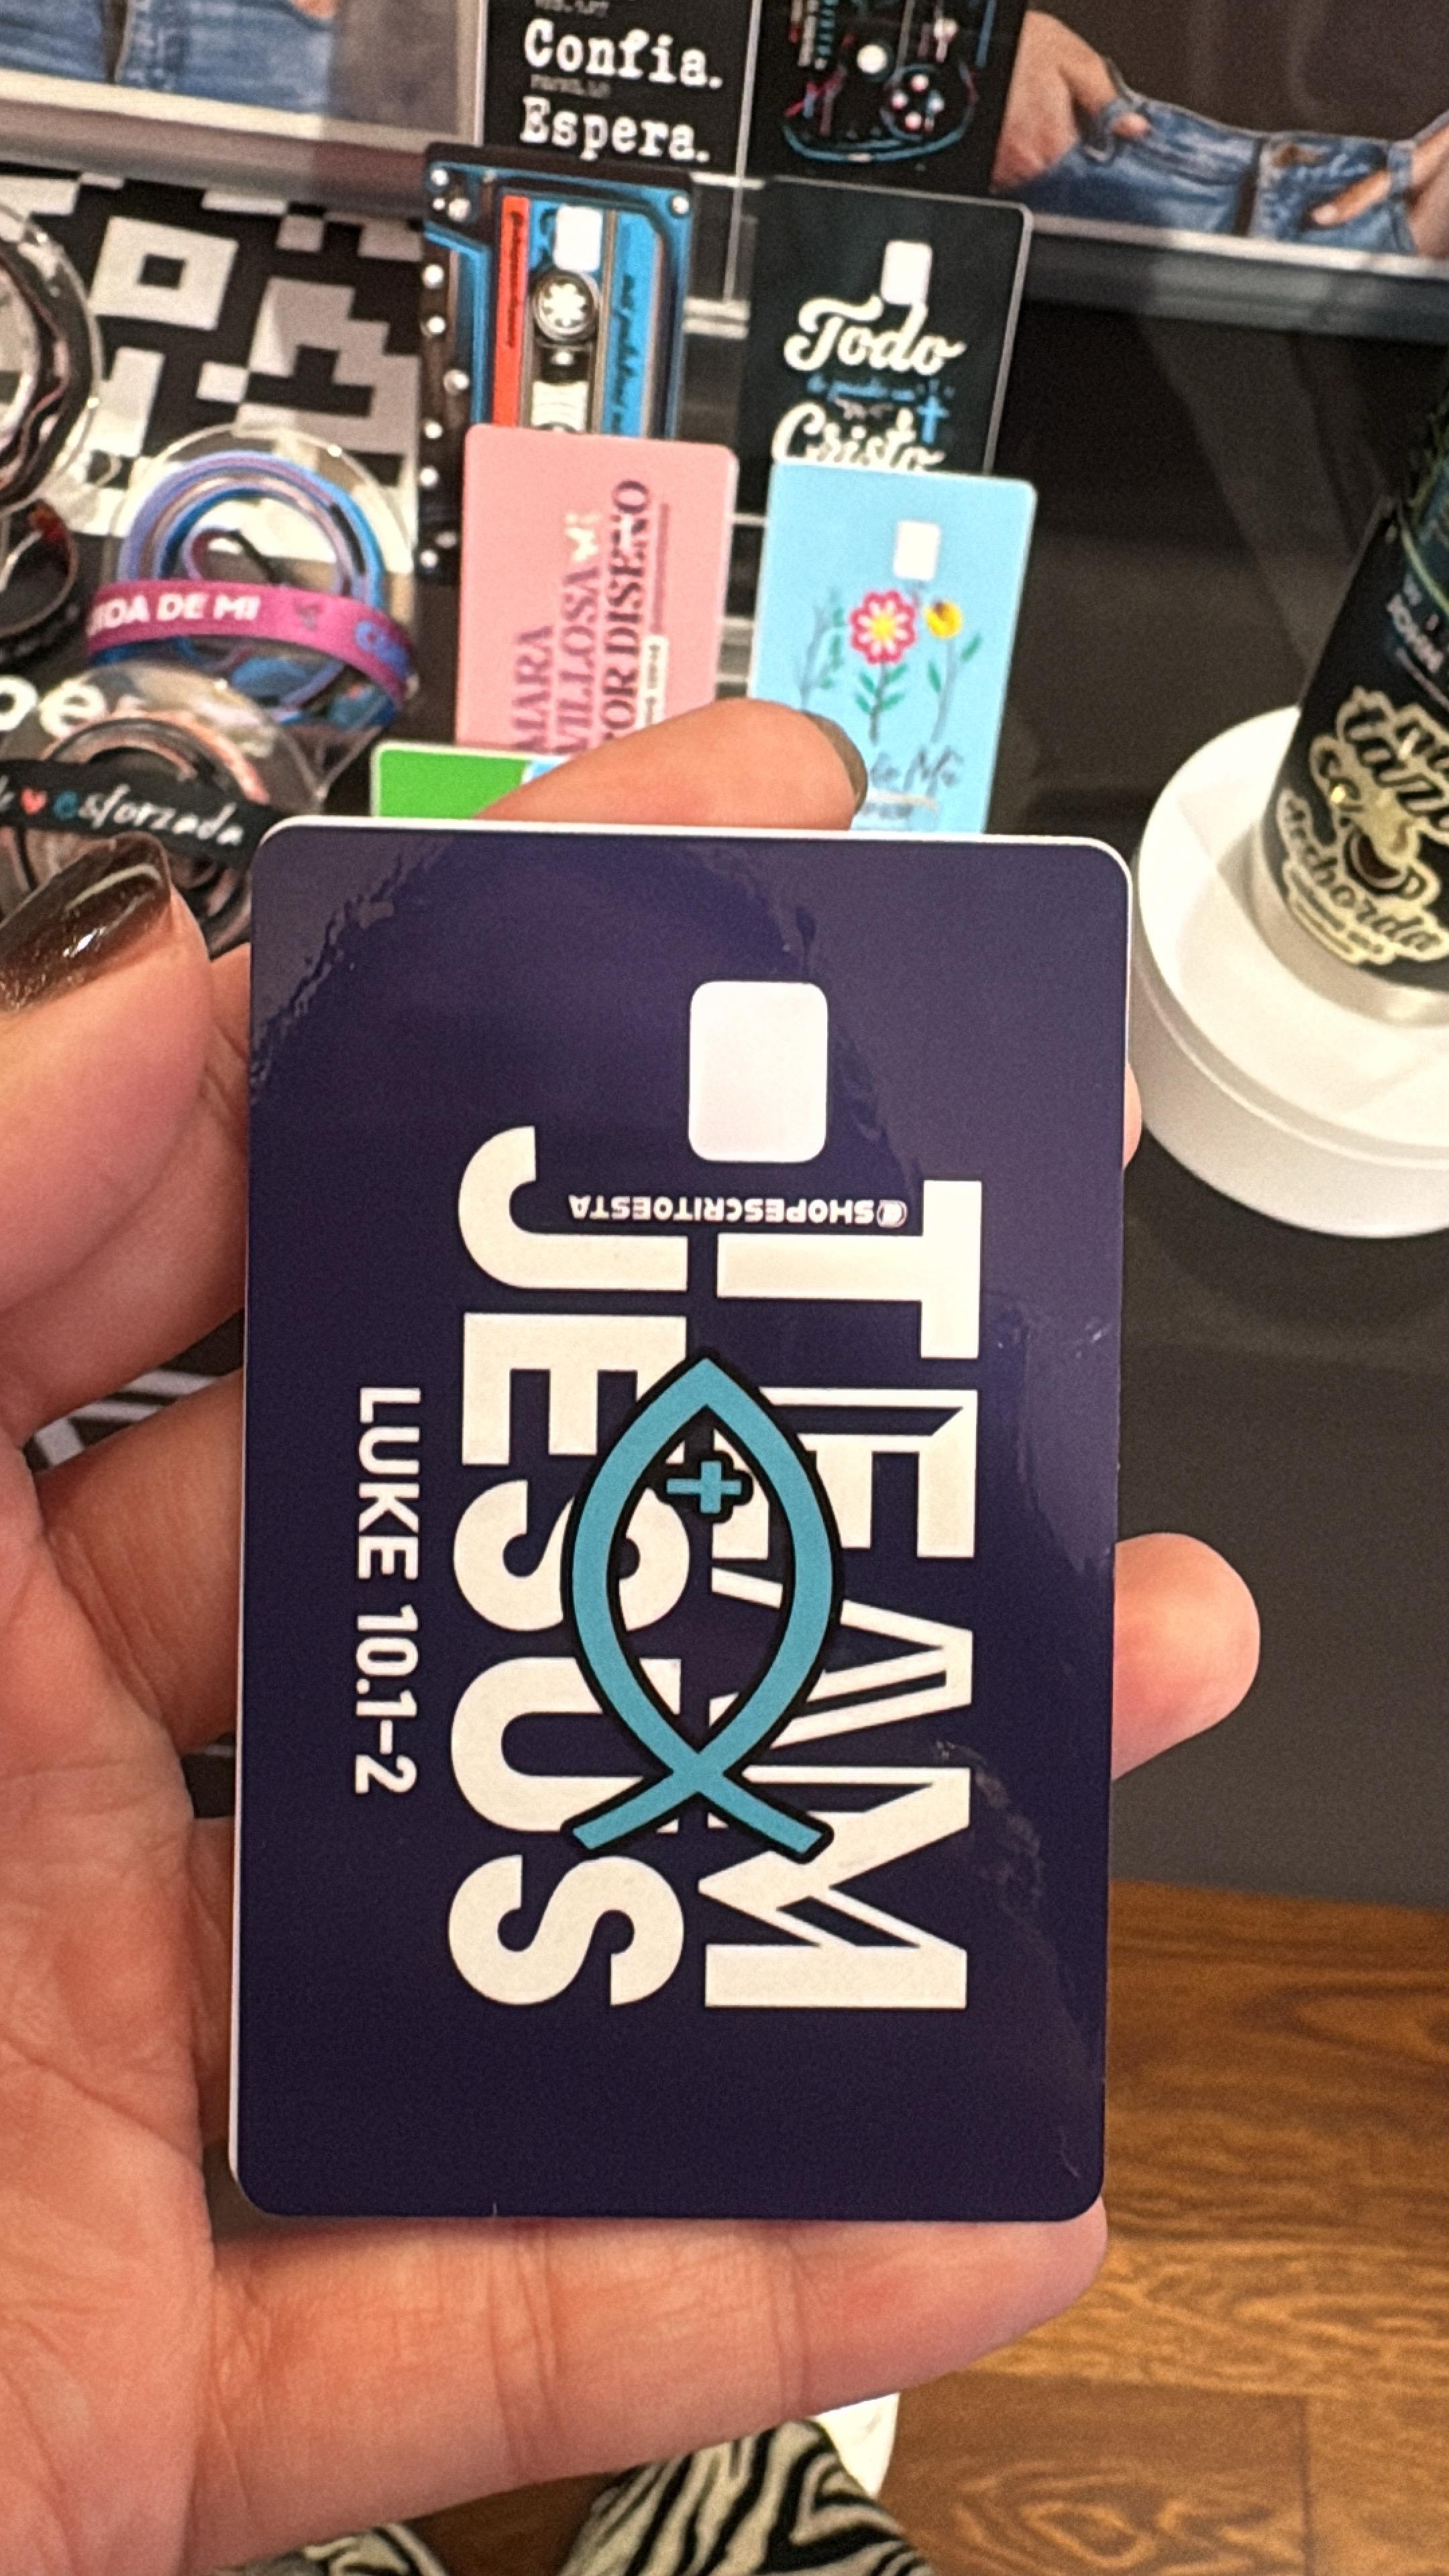 Confia.
Espera.
Todo
Cristo
MARA
VILLOSA
POR DISEÑO
IDA DE MI
esforzada
@SHOPESCRITOESTA
TEAM
JESUS
LUKE 10.1-2